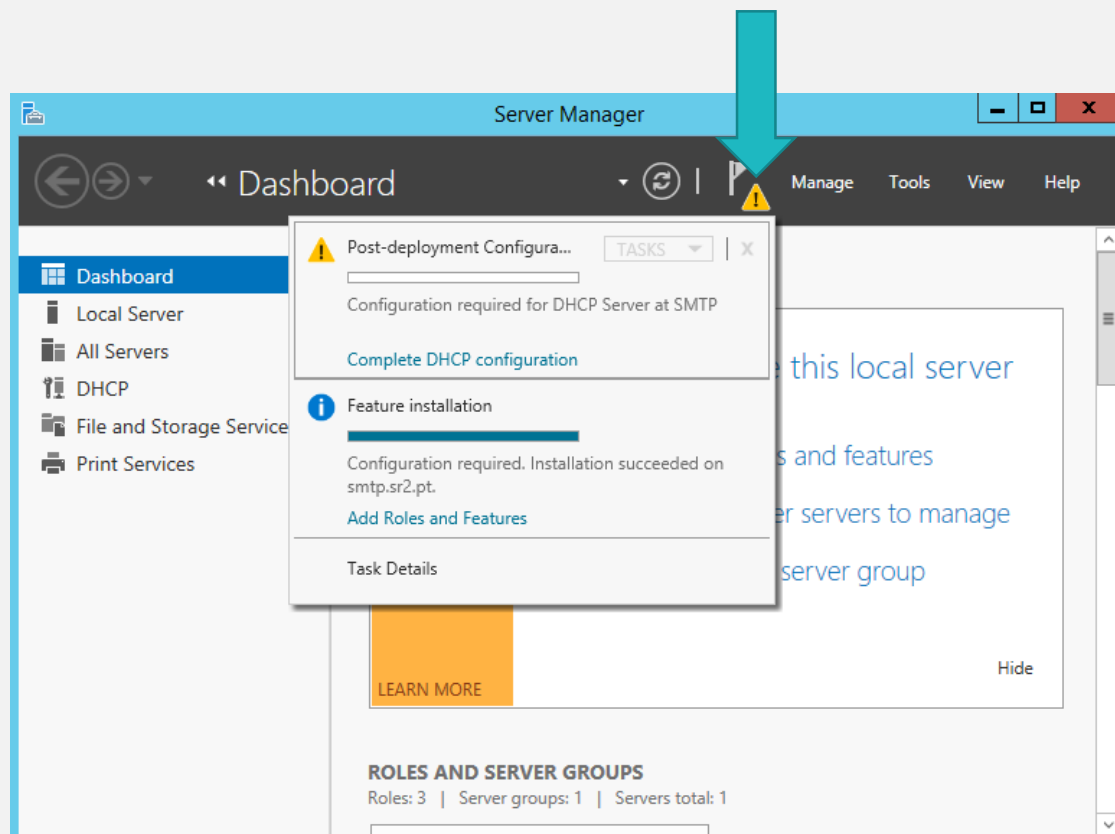 Server Manager
Dashboard
Manage Tools View Help
Post-deployment Configura...
TASKS
X
Configuration required for DHCP Server at SMTP
Complete DHCP configuration
Feature installation
Configuration required. Installation succeeded on
smtp.sr2.pt.
Add Roles and Features
Task Details
Dashboard
Local Server
All Servers
DHCP
File and Storage Service
Print Services
this local server
and features
servers to manage
server group
Hide
LEARN MORE
ROLES AND SERVER GROUPS
Roles: 3 | Server groups: 1 | Servers total: 1